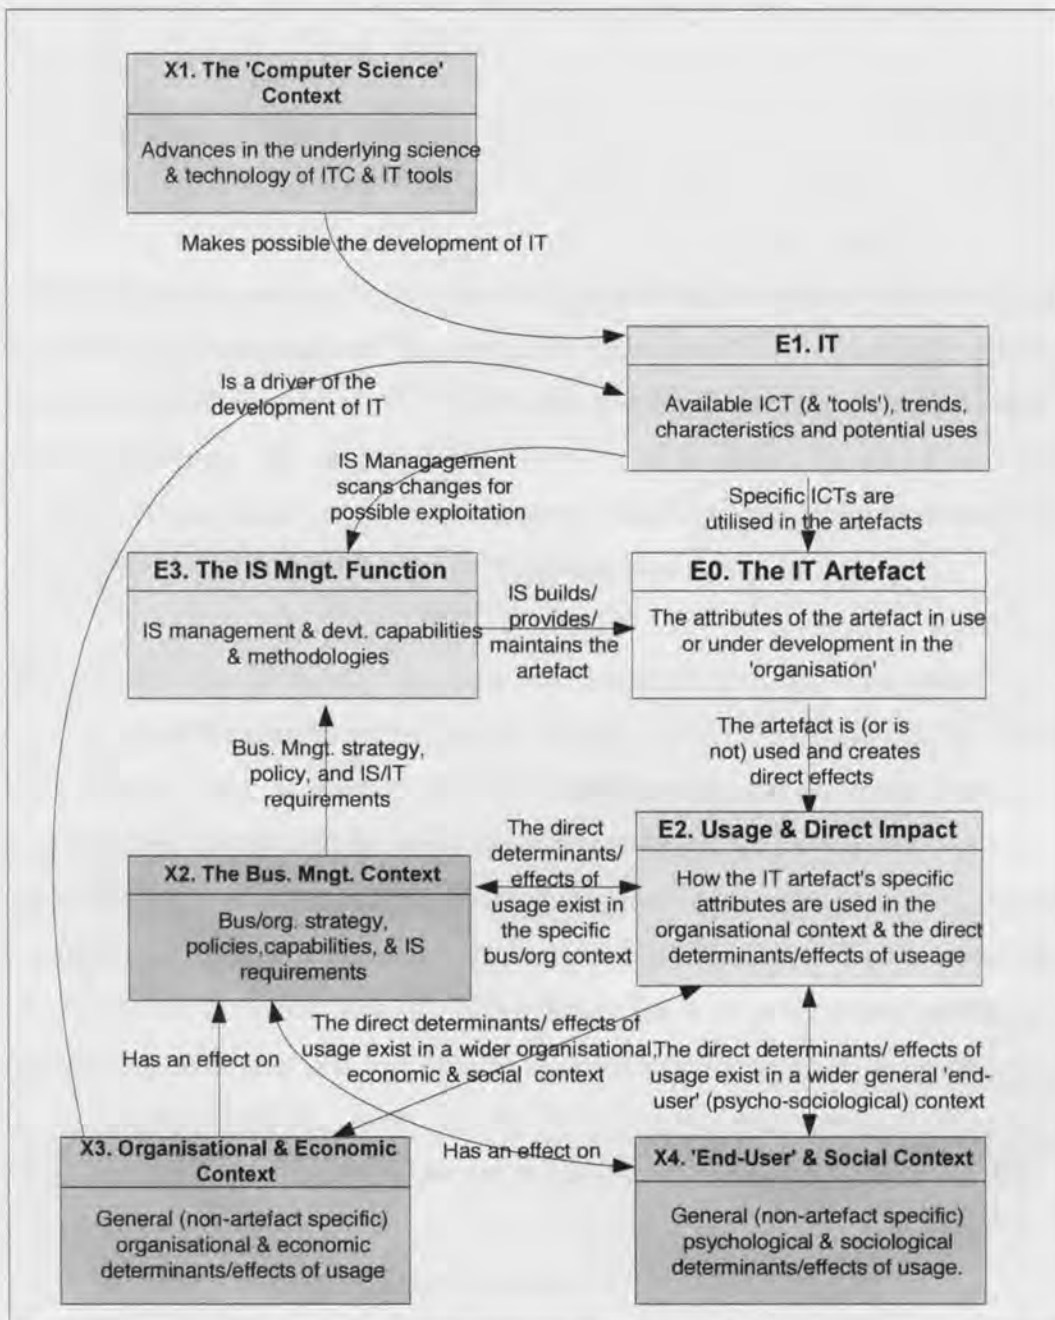 X1. The 'Computer Science'
Context
Advances in the underlying science
& technology of ITC & IT tools
Makes possible the development of IT
E1. IT
Available ICT (& 'tools'), trends,
characteristics and potential uses
Is a driver of the
development of IT
IS Managagement
scans changes for
possible exploitation
Specific ICTs are
utilised in the artefacts
E3. The IS Mngt. Function
IS management & devt. capabilities
& methodologies
IS builds/
provides/
maintains the
artefact
E0. The IT Artefact
The attributes of the artefact in use
or under development in the
'organisation'
Bus. Mngt. strategy,
policy, and IS/IT
requirements
The artefact is (or is
not) used and creates
direct effects
X2. The Bus. Mngt. Context
Bus/org. strategy,
policies,capabilities, & IS
requirements
The direct
determinants/
effects of
usage exist in
the specific
bus/org context
E2. Usage & Direct Impact
How the IT artefact's specific
attributes are used in the
organisational context & the direct
determinants/effects of useage
Has an effect on
The direct determinants/ effects of
usage exist in a wider organisational,
economic & social context
The direct determinants/ effects of
usage exist in a wider general 'end-
user' (psycho-sociological) context
X3. Organisational & Economic
Context
General (non-artefact specific)
organisational & economic
determinants/effects of usage
Has an effect on
X4. 'End-User' & Social Context
General (non-artefact specific)
psychological & sociological
determinants/effects of usage.